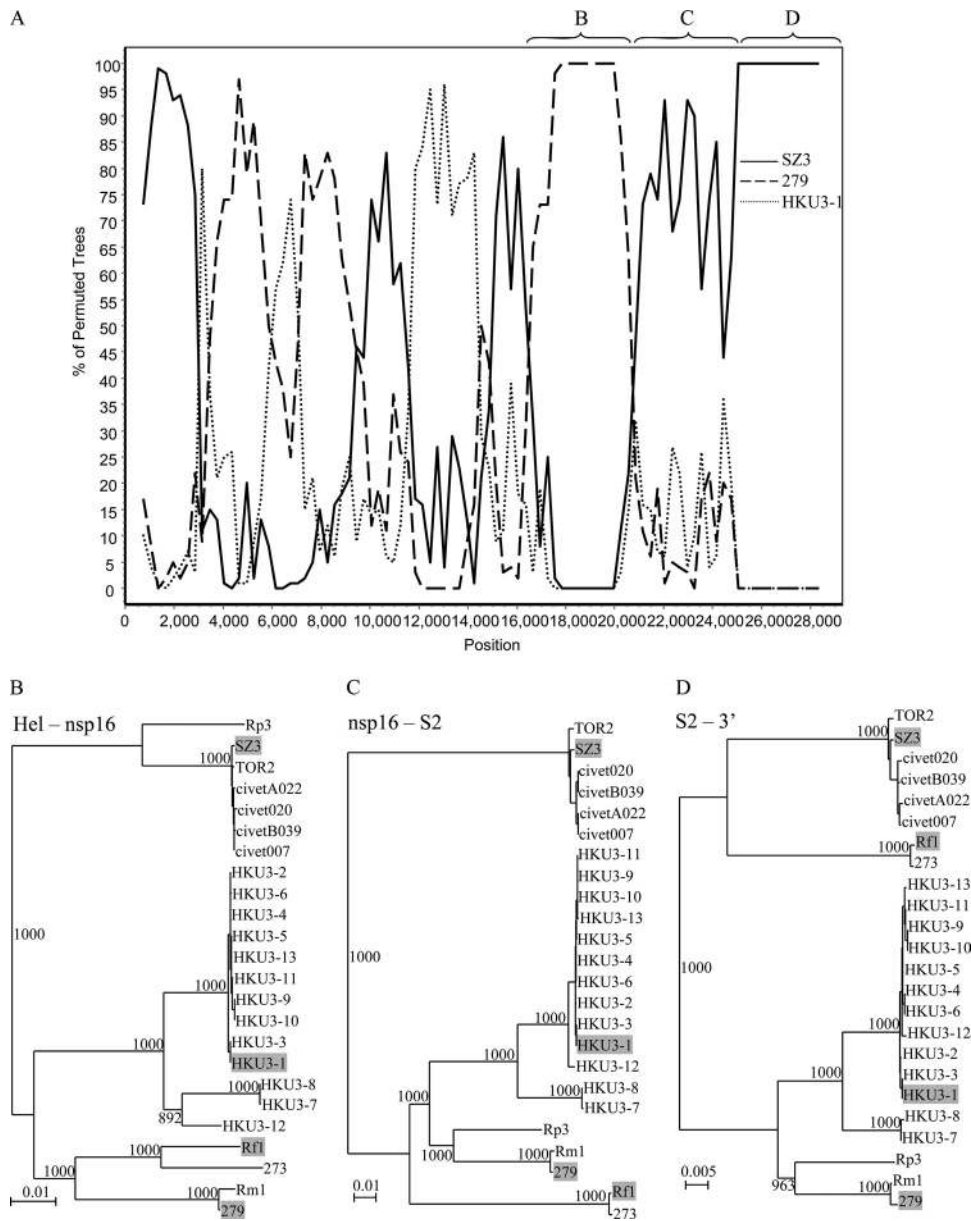 A
B
C
D
100
95
90
85
80
75
70
65
60
55
50
45
40
35
30
25
20
15
10
5
0
% of Permuted Trees
SZ3
279
HKU3-1
0 2,000 4,000 6,000 8,000 10,000 12,000 14,000 16,000 18,000 20,000 22,000 24,000 26,000 28,000
Position
B
Hel – nsp16
Rp3
SZ3
1000
TOR2
civetA022
civet020
civetB039
civet007
HKU3-2
HKU3-6
HKU3-4
HKU3-5
1000
HKU3-13
HKU3-11
1000
HKU3-9
HKU3-10
HKU3-3
HKU3-1
1000
HKU3-8
HKU3-7
892
HKU3-12
1000
Rf1
1000
273
1000
Rm1
279
0.01
C
nsp16 – S2
TOR2
SZ3
civet020
civetB039
civetA022
civet007
HKU3-11
HKU3-9
HKU3-10
HKU3-13
HKU3-5
1000
HKU3-4
HKU3-6
HKU3-2
1000
HKU3-3
HKU3-1
1000
HKU3-12
1000
HKU3-8
HKU3-7
1000
Rp3
1000
1000
Rm1
279
1000
Rf1
273
0.01
D
S2 – 3’
TOR2
1000
SZ3
civet020
civetB039
civetA022
civet007
1000
Rf1
273
HKU3-13
HKU3-11
HKU3-9
HKU3-10
1000
HKU3-5
HKU3-4
HKU3-6
1000
HKU3-12
HKU3-2
HKU3-3
1000
HKU3-1
HKU3-8
1000
HKU3-7
Rp3
963
1000
Rm1
279
0.005